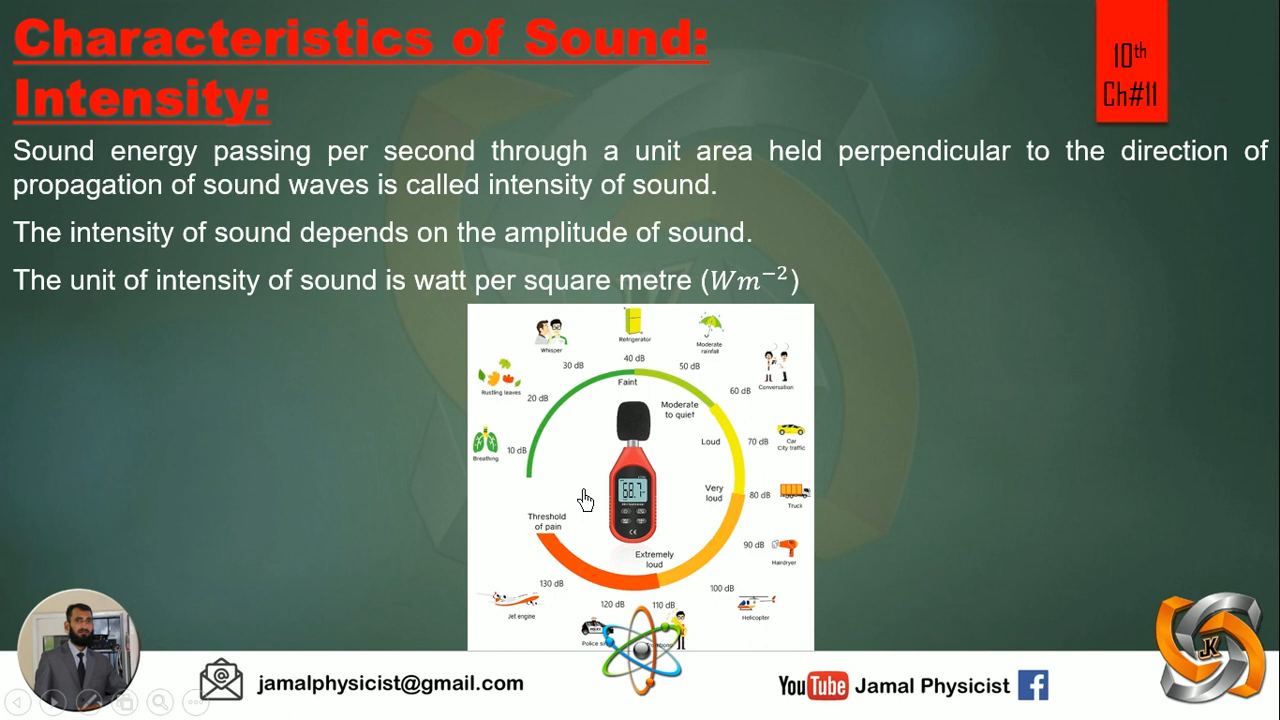 Characteristics of Sound:
Intensity:
10th
Ch#11
Sound energy passing per second through a unit area held perpendicular to the direction of
propagation of sound waves is called intensity of sound.
The intensity of sound depends on the amplitude of sound.
The unit of intensity of sound is watt per square metre (Wm⁻²)
Whisper
Refrigerator
Moderate
rainfall
30 dB
40 dB
50 dB
Faint
Rustling leaves
20 dB
60 dB
Conversation
Moderate
to quiet
Breathing
10 dB
Loud
70 dB
Car
City traffic
68.7
Very
loud
80 dB
Truck
Threshold
of pain
Extremely
loud
90 dB
Hairdryer
130 dB
100 dB
120 dB
110 dB
Jet engine
Helicopter
POLICE
Police
JK
jamalphysicist@gmail.com
YouTube Jamal Physicist f